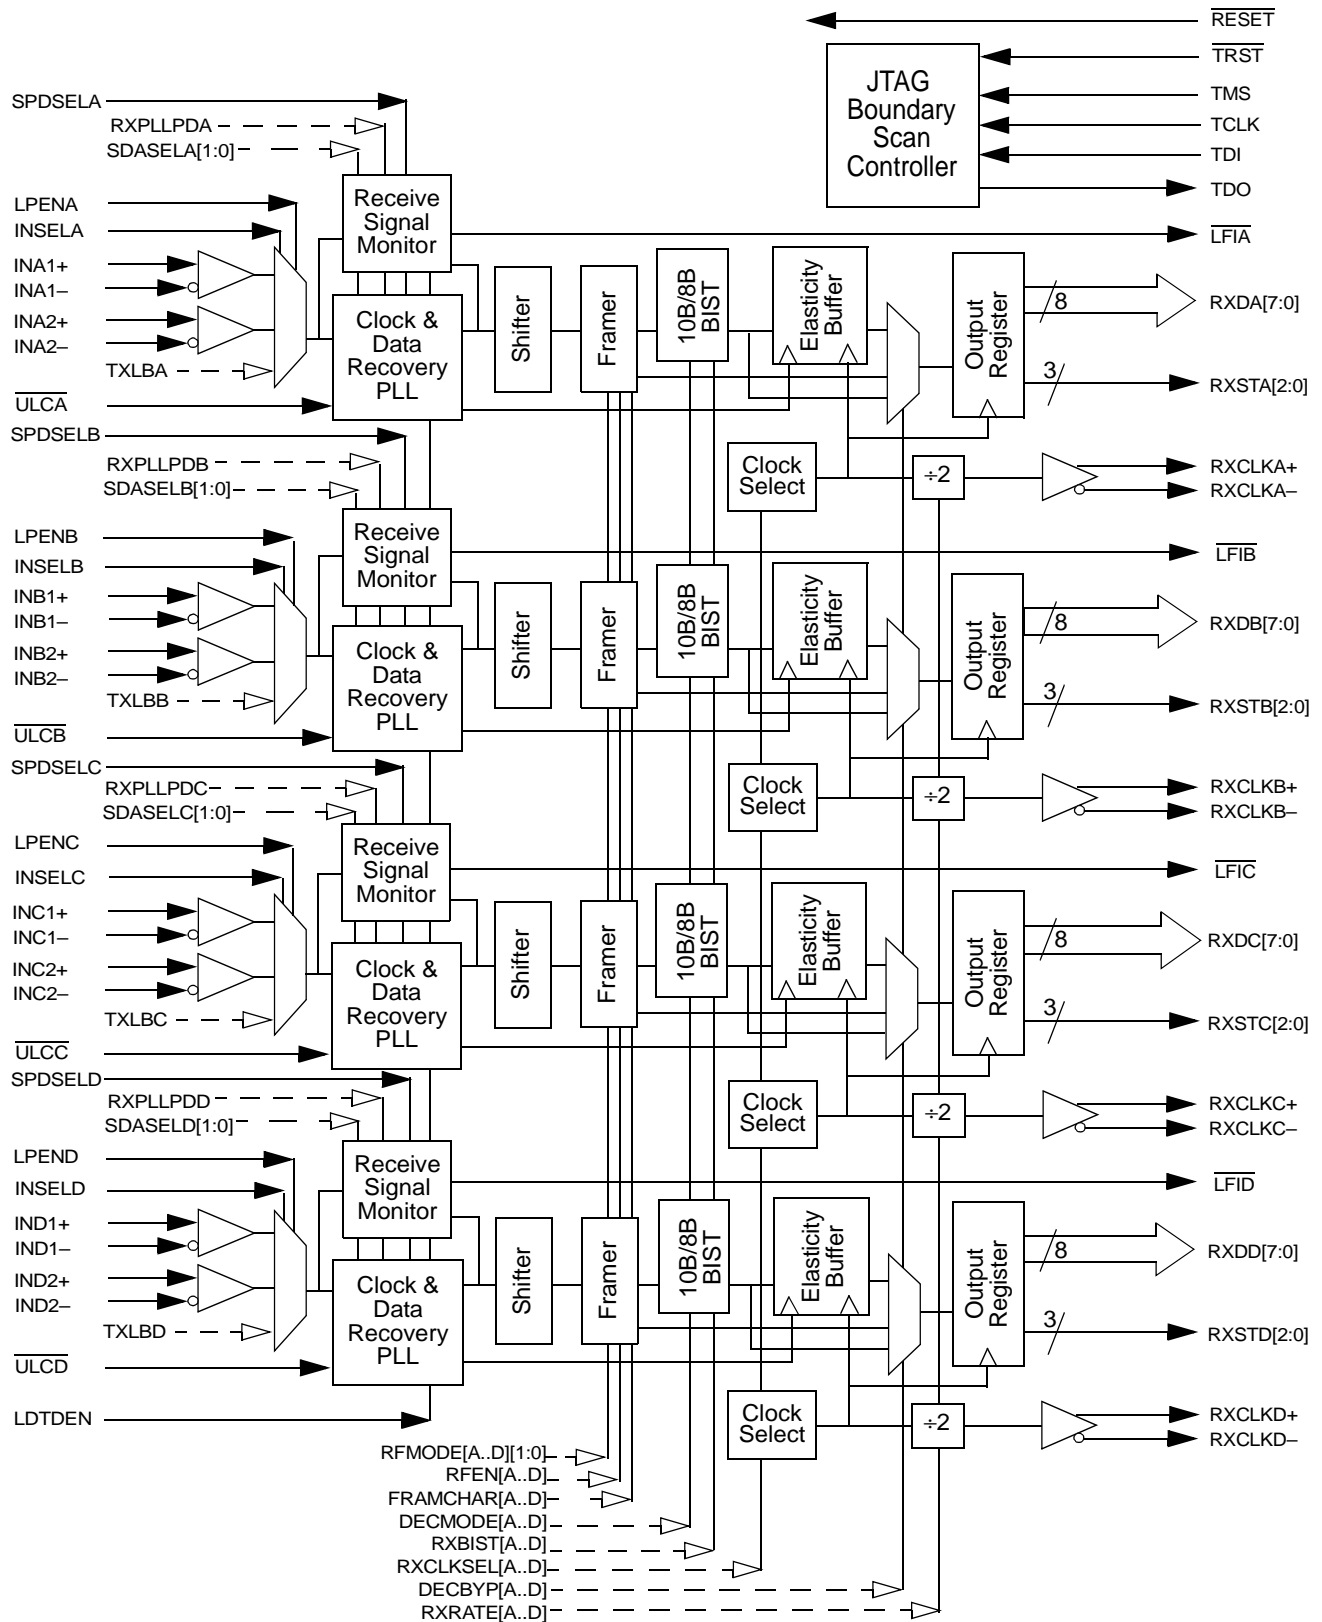 RESET
TRST
JTAG
Boundary
Scan
Controller
TMS
TCLK
TDI
TDO
SPDSELA
RXPLLPDA
SDASELA[1:0]
LPENA
INSELA
INA1+
INA1–
INA2+
INA2–
TXLBA
ULCA
Receive
Signal
Monitor
Clock &
Data
Recovery
PLL
Shifter
Framer
10B/8B
BIST
Elasticity
Buffer
Output
Register
Clock
Select
÷2
LFIA
8
RXDA[7:0]
3
RXSTA[2:0]
RXCLKA+
RXCLKA–
SPDSELB
RXPLLPDB
SDASELB[1:0]
LPENB
INSELB
INB1+
INB1–
INB2+
INB2–
TXLBB
ULCB
Receive
Signal
Monitor
Clock &
Data
Recovery
PLL
Shifter
Framer
10B/8B
BIST
Elasticity
Buffer
Output
Register
Clock
Select
÷2
LFIB
8
RXDB[7:0]
3
RXSTB[2:0]
RXCLKB+
RXCLKB–
SPDSELC
RXPLLPDC
SDASELC[1:0]
LPENC
INSELC
INC1+
INC1–
INC2+
INC2–
TXLBC
ULCC
Receive
Signal
Monitor
Clock &
Data
Recovery
PLL
Shifter
Framer
10B/8B
BIST
Elasticity
Buffer
Output
Register
Clock
Select
÷2
LFIC
8
RXDC[7:0]
3
RXSTC[2:0]
RXCLKC+
RXCLKC–
SPDSELD
RXPLLPDD
SDASELD[1:0]
LPEND
INSELD
IND1+
IND1–
IND2+
IND2–
TXLBD
ULCD
Receive
Signal
Monitor
Clock &
Data
Recovery
PLL
Shifter
Framer
10B/8B
BIST
Elasticity
Buffer
Output
Register
Clock
Select
÷2
LFID
8
RXDD[7:0]
3
RXSTD[2:0]
RXCLKD+
RXCLKD–
LDTDEN
RFMODE[A..D][1:0]
RFEN[A..D]
FRAMCHAR[A..D]
DECMODE[A..D]
RXBIST[A..D]
RXCLKSEL[A..D]
DECBYP[A..D]
RXRATE[A..D]